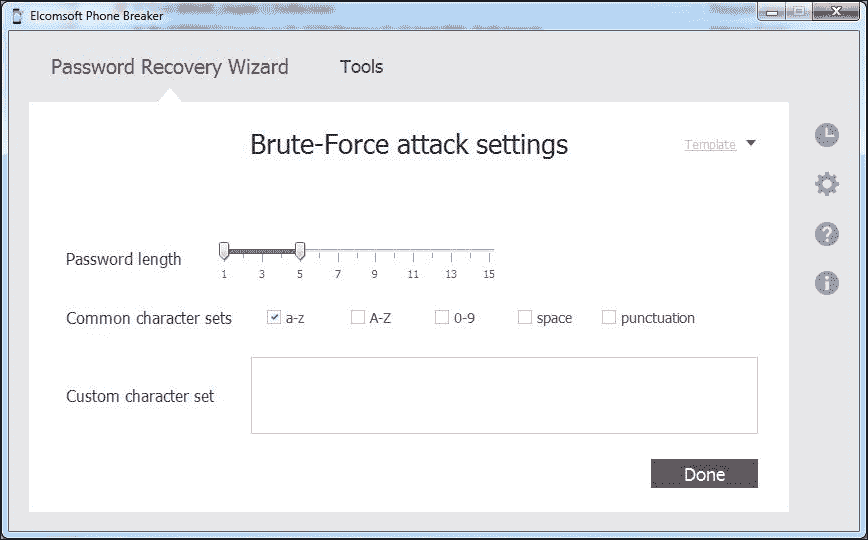 Elcomsoft Phone Breaker
Password Recovery Wizard Tools
Brute-Force attack settings
Template
Password length
1 3 5 7 9 11 13 15
Common character sets a-z A-Z 0-9 space punctuation
Custom character set
Done